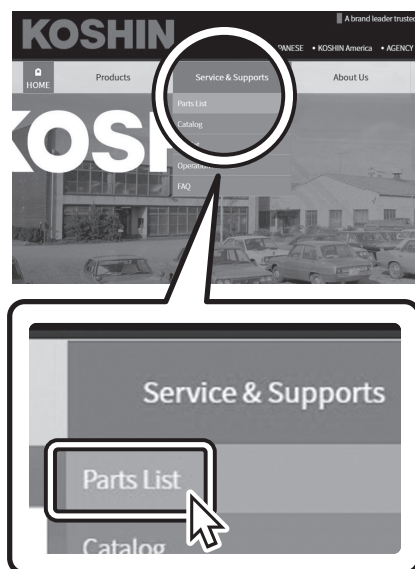 KOSHIN
A brand leader trusted
PANESE • KOSHIN America • AGENCY
HOME Products Service & Supports About Us
Parts List
Catalog
Operation
FAQ
KOS
Service & Supports
Parts List
Catalog